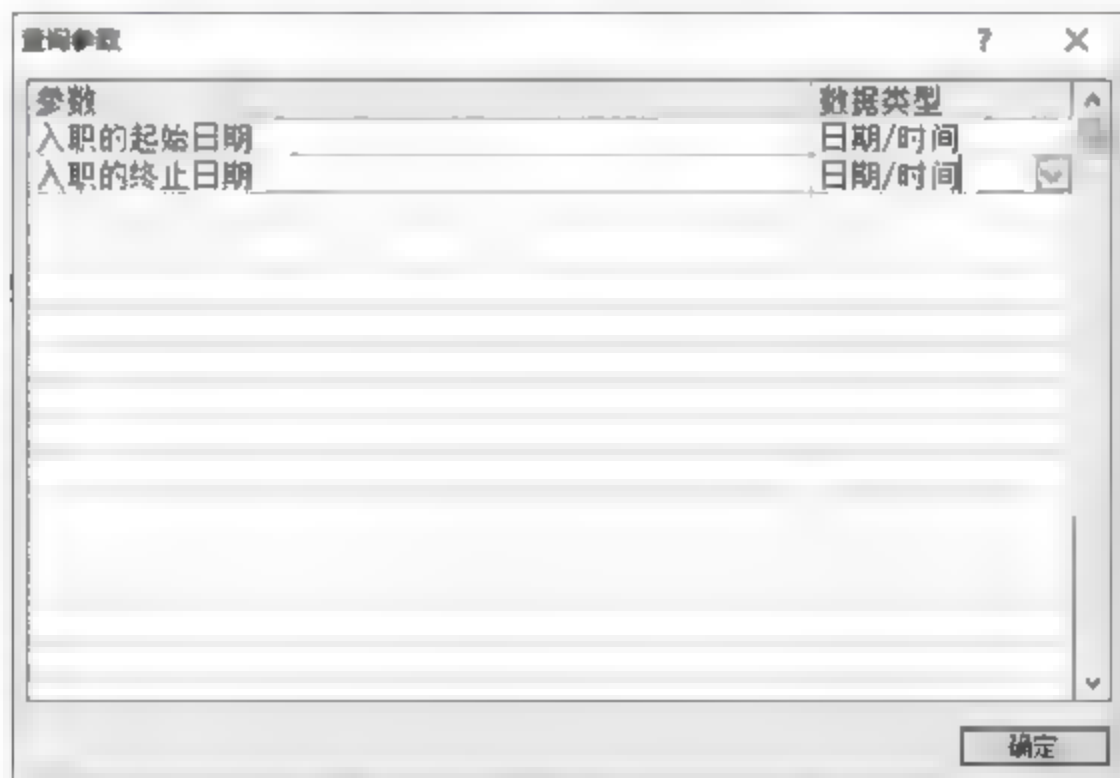 查询参数
参数 数据类型
入职的起始日期 日期/时间
入职的终止日期 日期/时间
确定